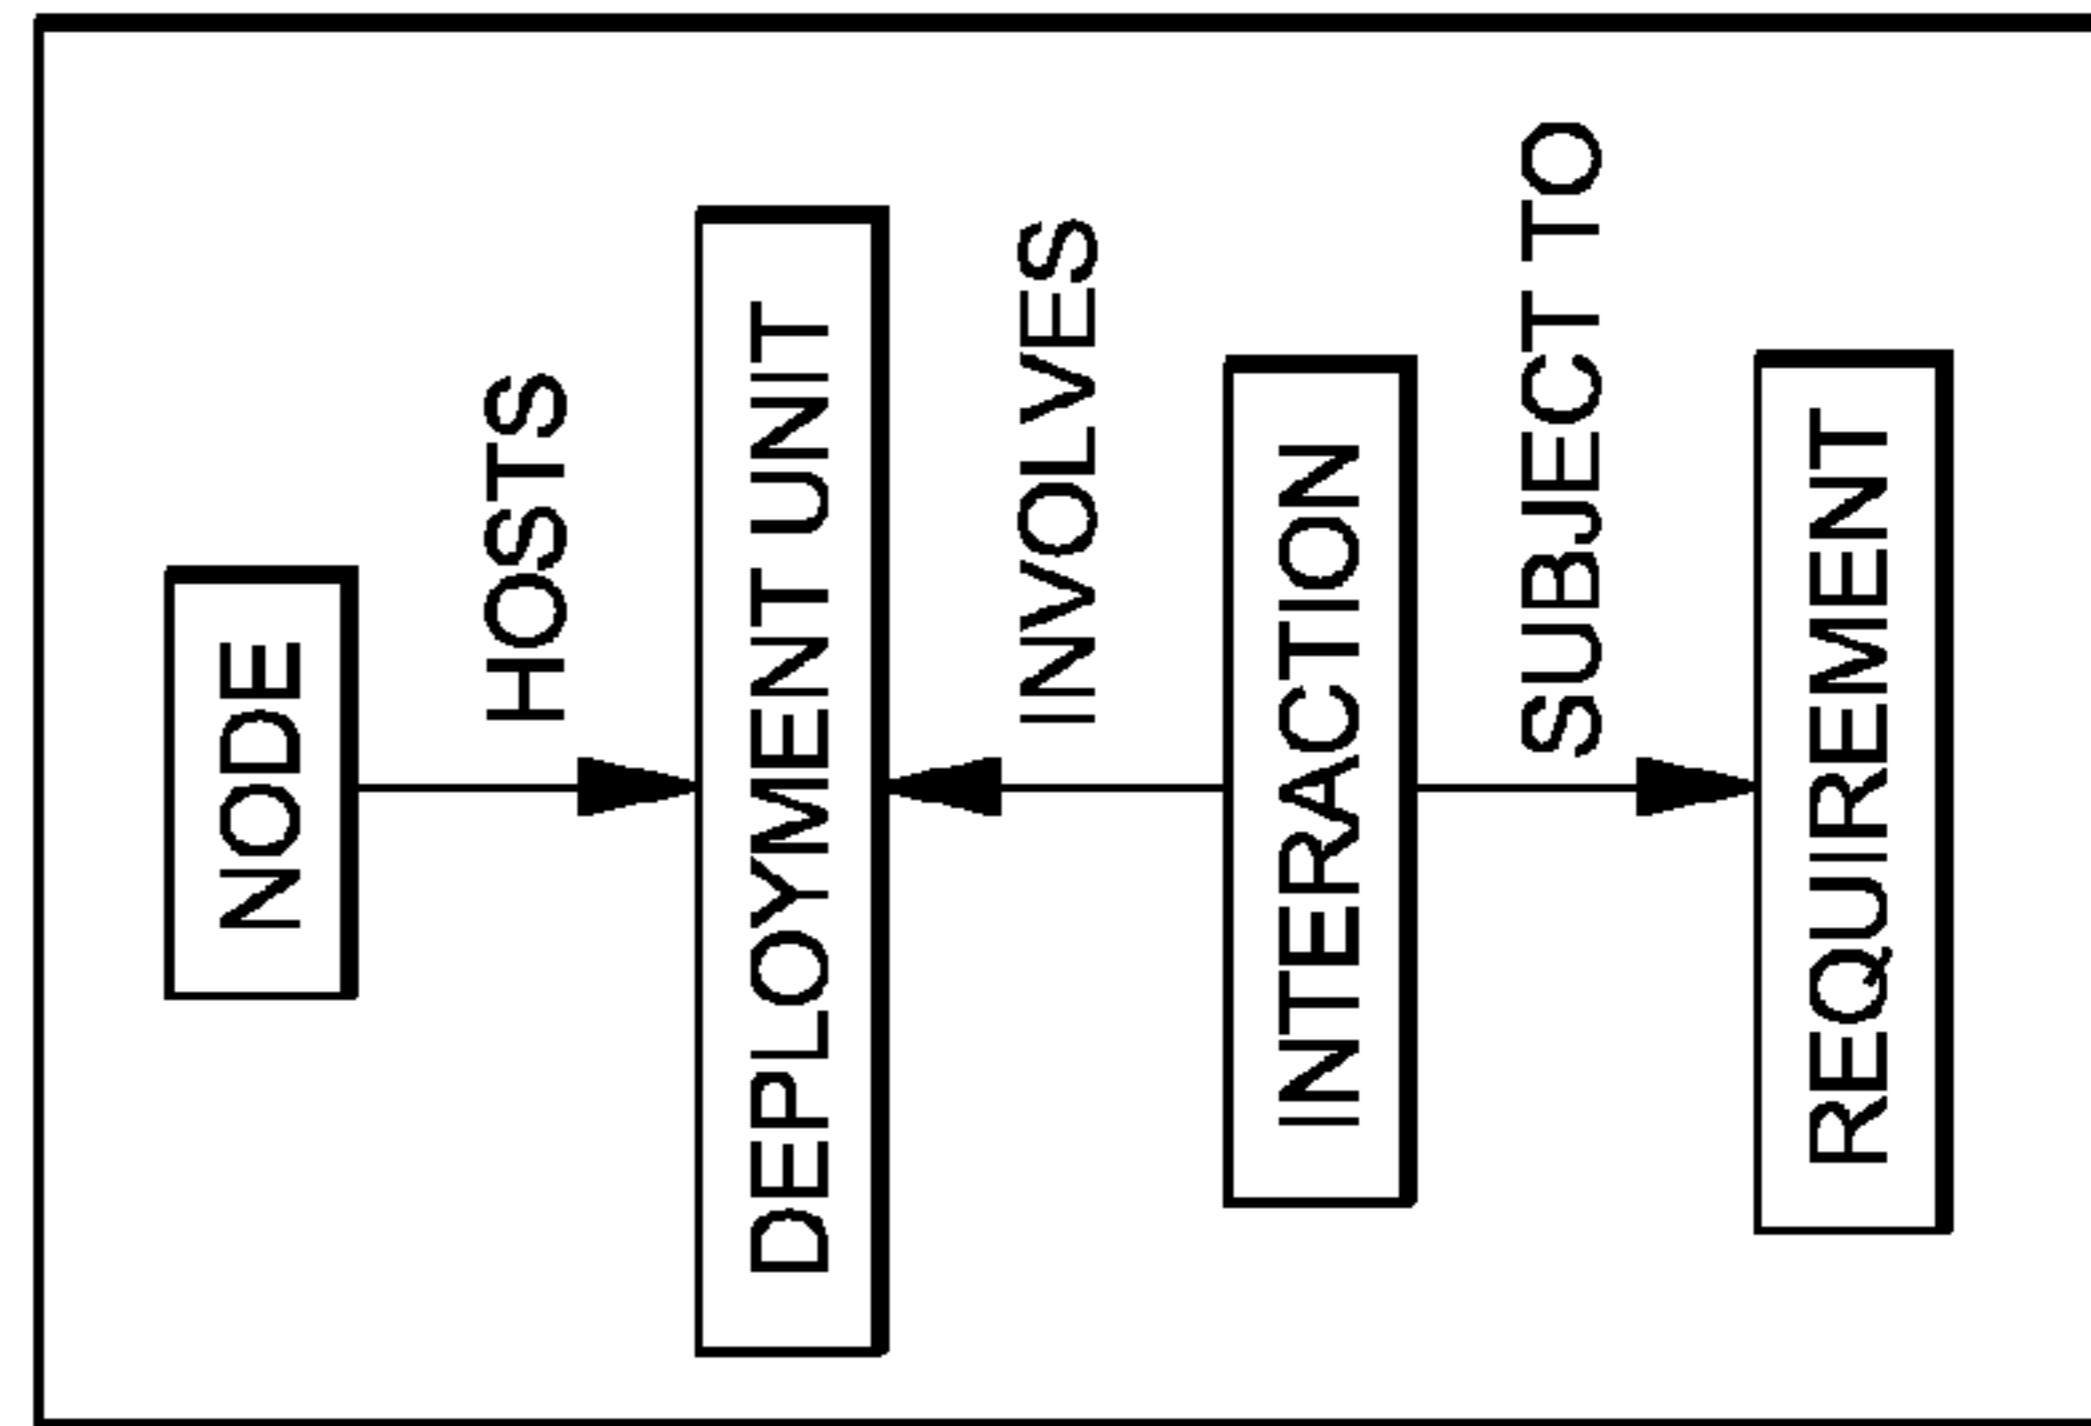 NODE
HOSTS
DEPLOYMENT UNIT
INVOLVES
INTERACTION
SUBJECT TO
REQUIREMENT